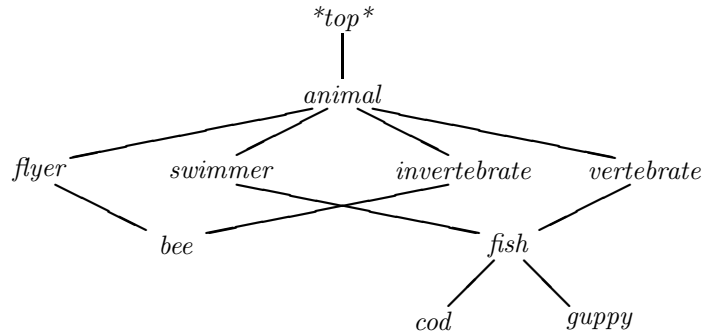 *top*
animal
flyer swimmer invertebrate vertebrate
bee fish
cod guppy